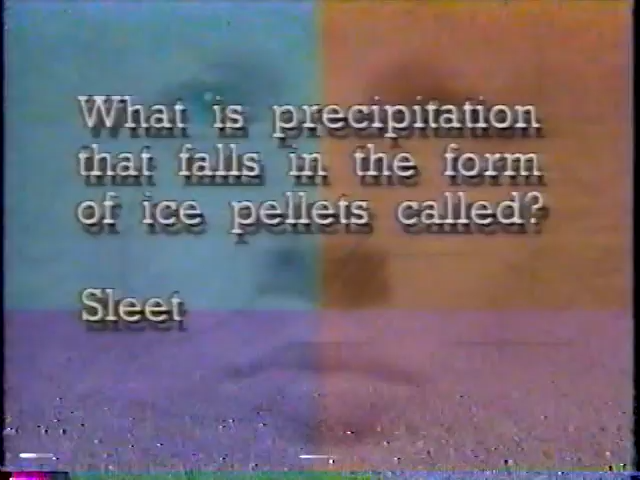 What is precipitation
that falls in the form
of ice pellets called?
Sleet